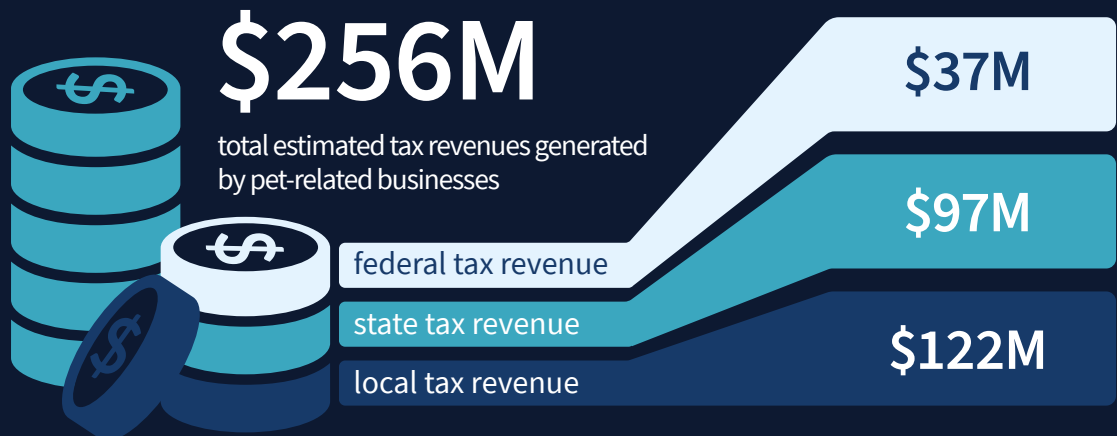 $256M
total estimated tax revenues generated
by pet-related businesses
$
$
$
federal tax revenue
$37M
state tax revenue
$97M
local tax revenue
$122M